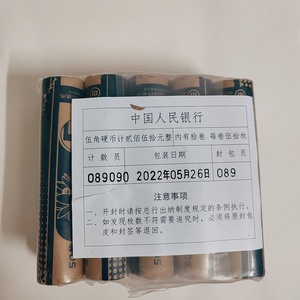 中国人民银行
伍角硬币计贰佰伍拾元整 内有拾卷 每卷伍拾枚
计数员 包装日期 封包员
089090 2022年05月26日 089
注意事项
一、开封时请按总行出纳制度规定的条例执行。
二、如发现枚数不符需要追究时。必须将原封包皮和封签等退回。